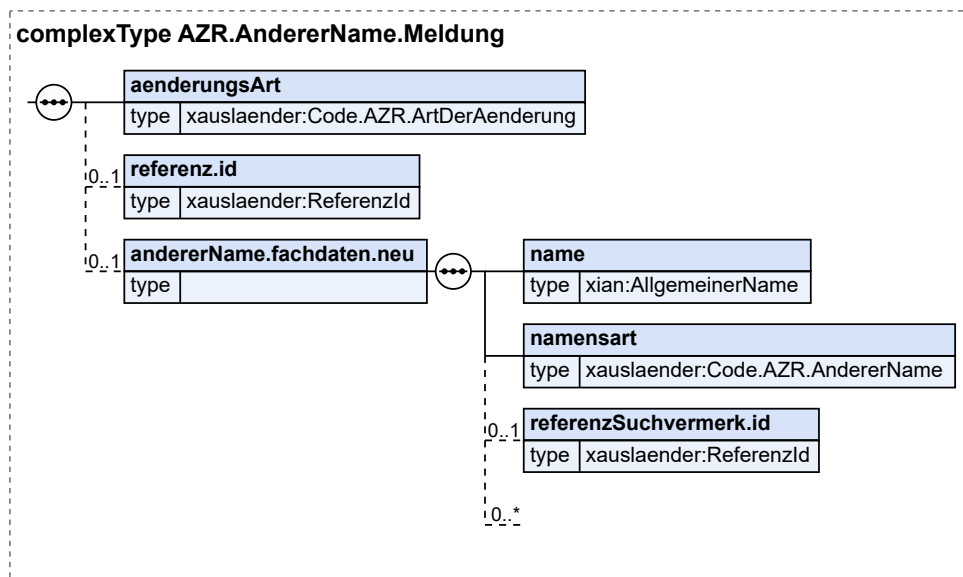 complexType AZR.AndererName.Meldung
aenderungsArt
type xauslaender:Code.AZR.ArtDerAenderung
0..1
referenz.id
type xauslaender:ReferenzId
0..1
andererName.fachdaten.neu
type
name
type xian:AllgemeinerName
namensart
type xauslaender:Code.AZR.AndererName
0..1
referenzSuchvermerk.id
type xauslaender:ReferenzId
0..*